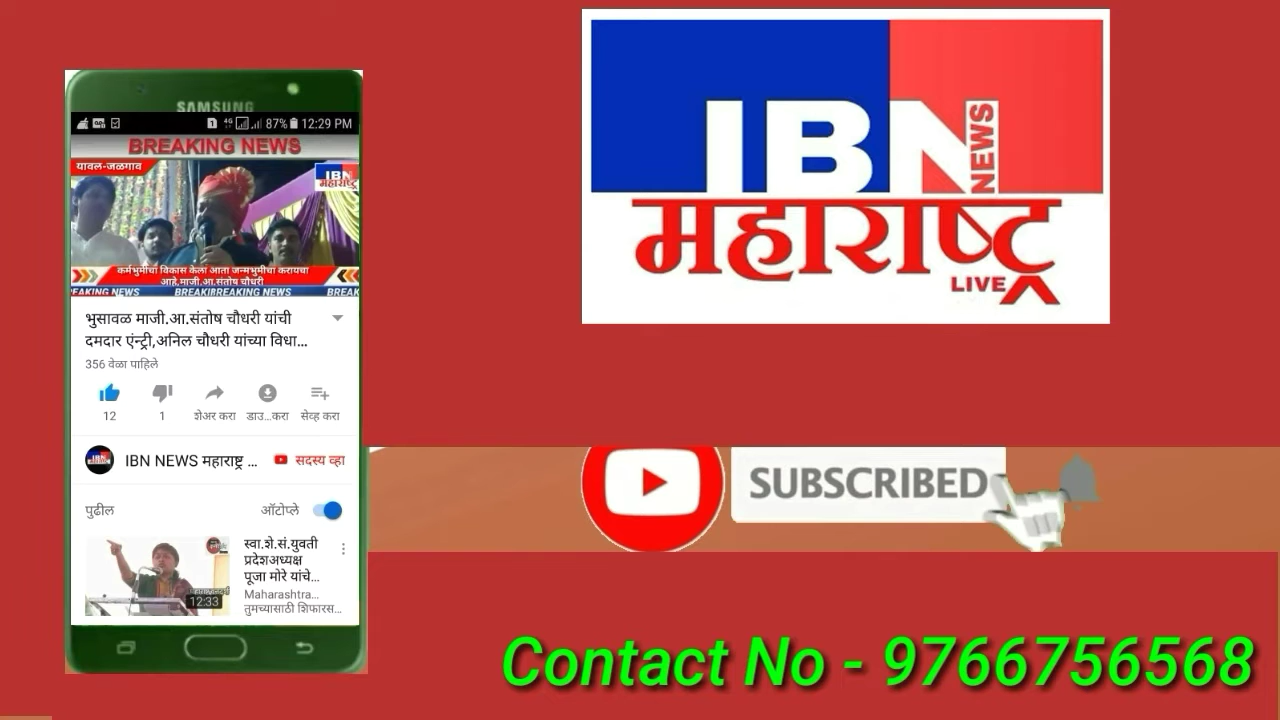 SAMSUNG
4G 87% 12:29 PM
BREAKING NEWS
यावल-जळगाव
IBN
महाराष्ट्र
कर्मभुमीचा विकास केला आता जन्मभुमीचा करायचा
आहे.माजी.आ.संतोष चौधरी
EAKING NEWS BREAKIBREAKING NEWS BREAK
भुसावळ माजी.आ.संतोष चौधरी यांची
दमदार एंन्ट्री,अनिल चौधरी यांच्या विधा...
356 वेळा पाहिले
12 1 शेअर करा डाउ...करा सेव्ह करा
IBN NEWS महाराष्ट्र ... सदस्य व्हा
पुढील ऑटोप्ले
स्वा.शे.सं.युवती
प्रदेशअध्यक्ष
पूजा मोरे यांचे...
Maharashtra...
तुमच्यासाठी शिफारस...
12:33
IBN NEWS
महाराष्ट्र
LIVE
SUBSCRIBED
Contact No - 9766756568